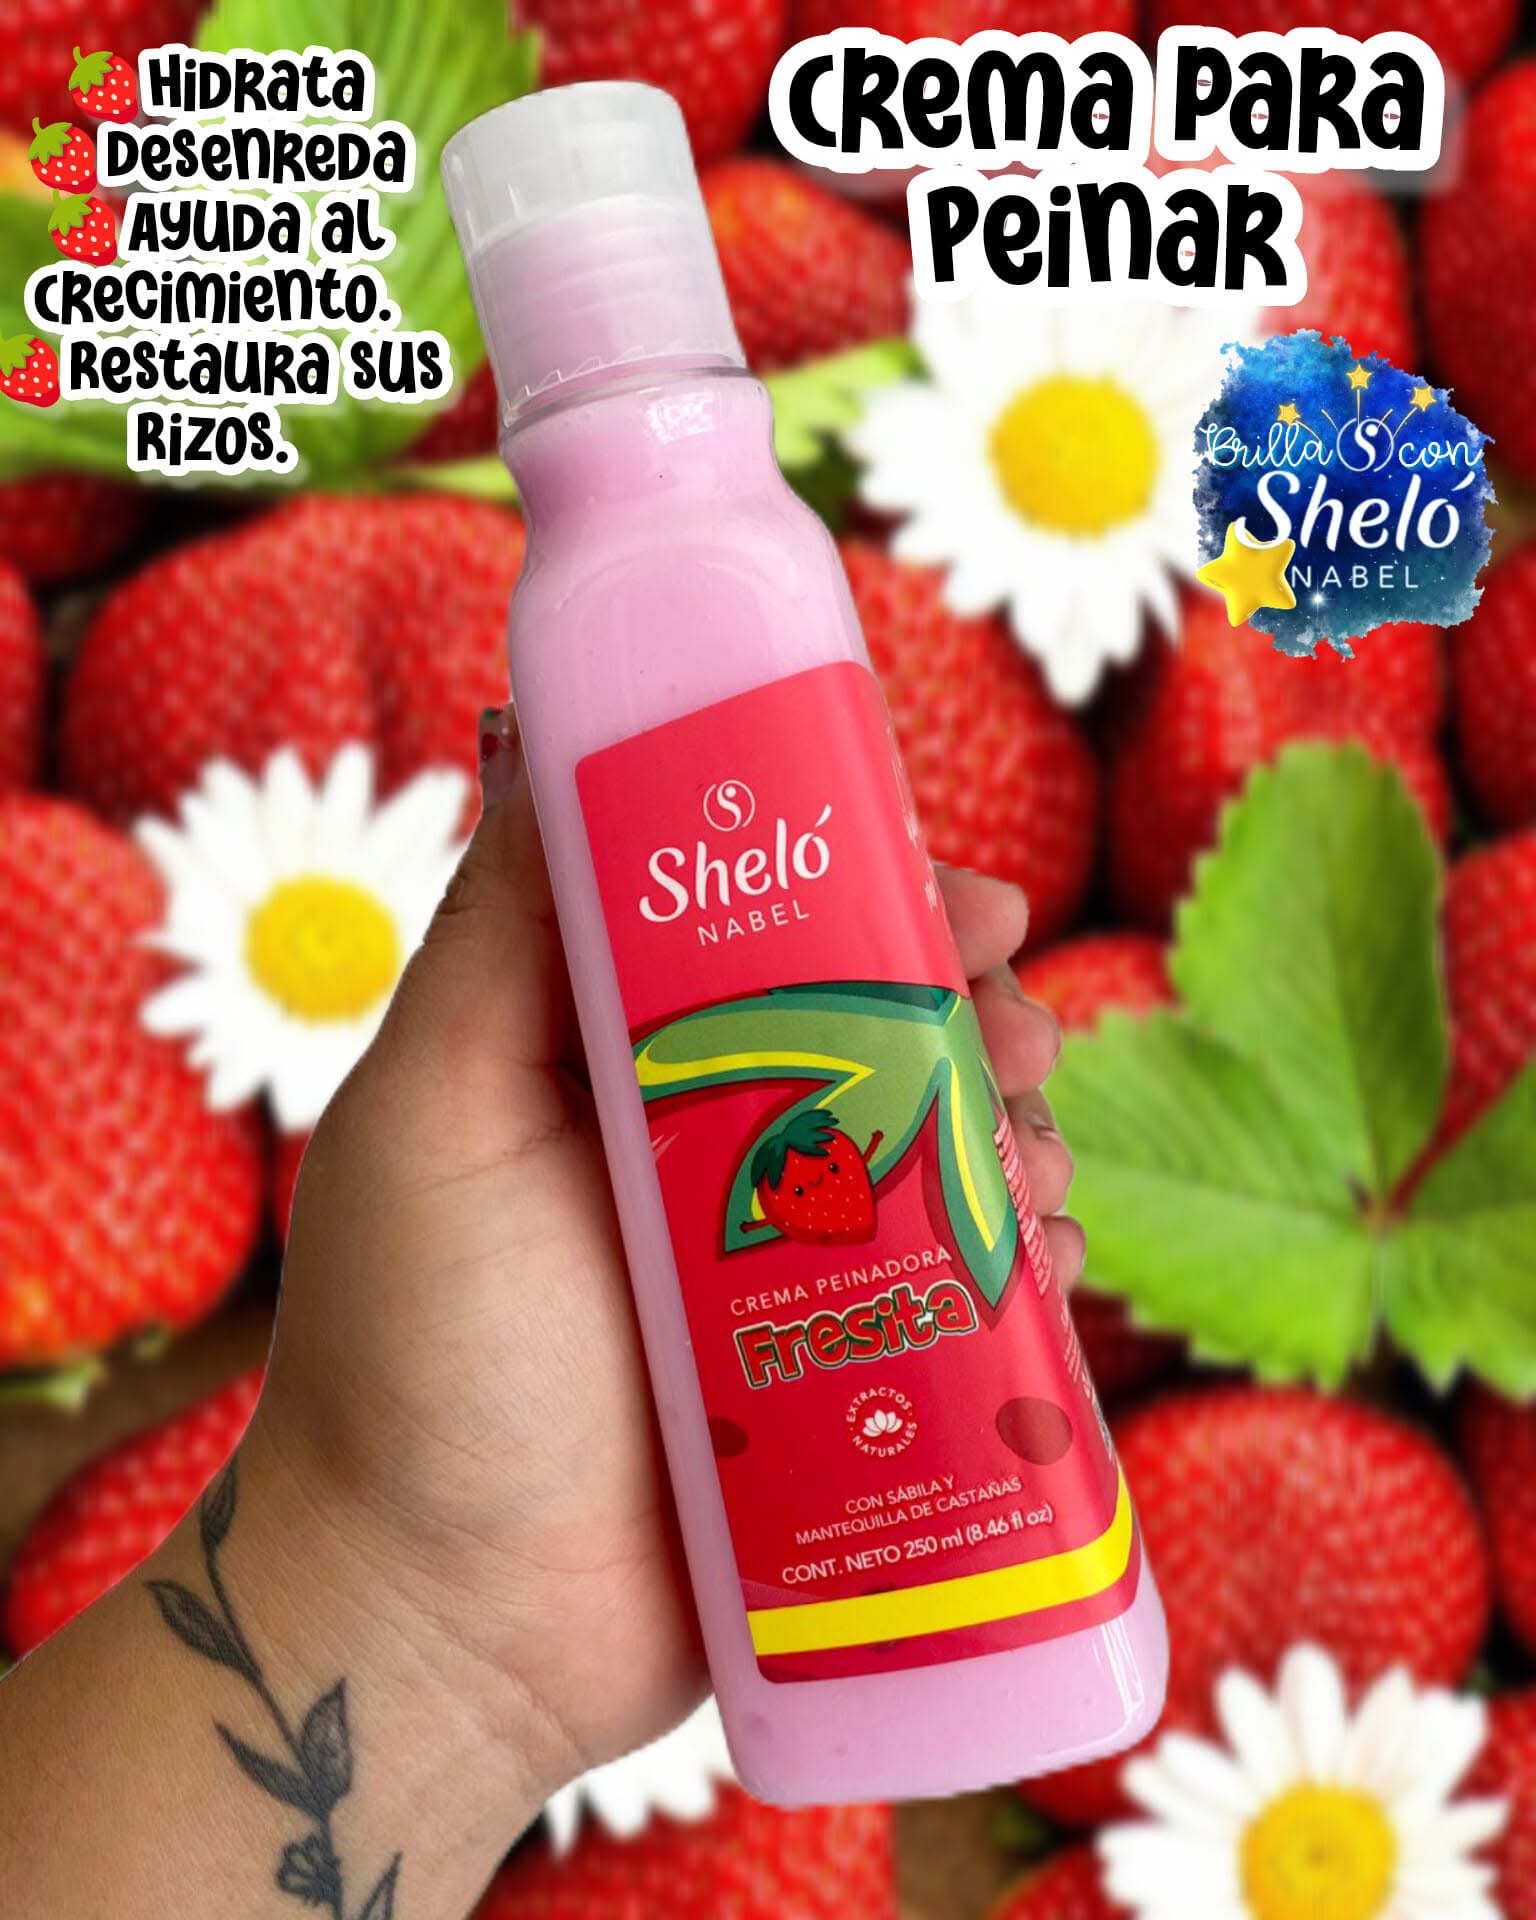 Hidrata
Desenreda
Ayuda al
crecimiento.
Restaura sus
rizos.
Crema para
peinar
Brilla S con
Sheló
NABEL
S
Sheló
NABEL
CREMA PEINADORA
Fresita
EXTRACTOS
NATURALES
CON SÁBILA Y
MANTEQUILLA DE CASTAÑAS
CONT. NETO 250 ml (8.46 fl oz)